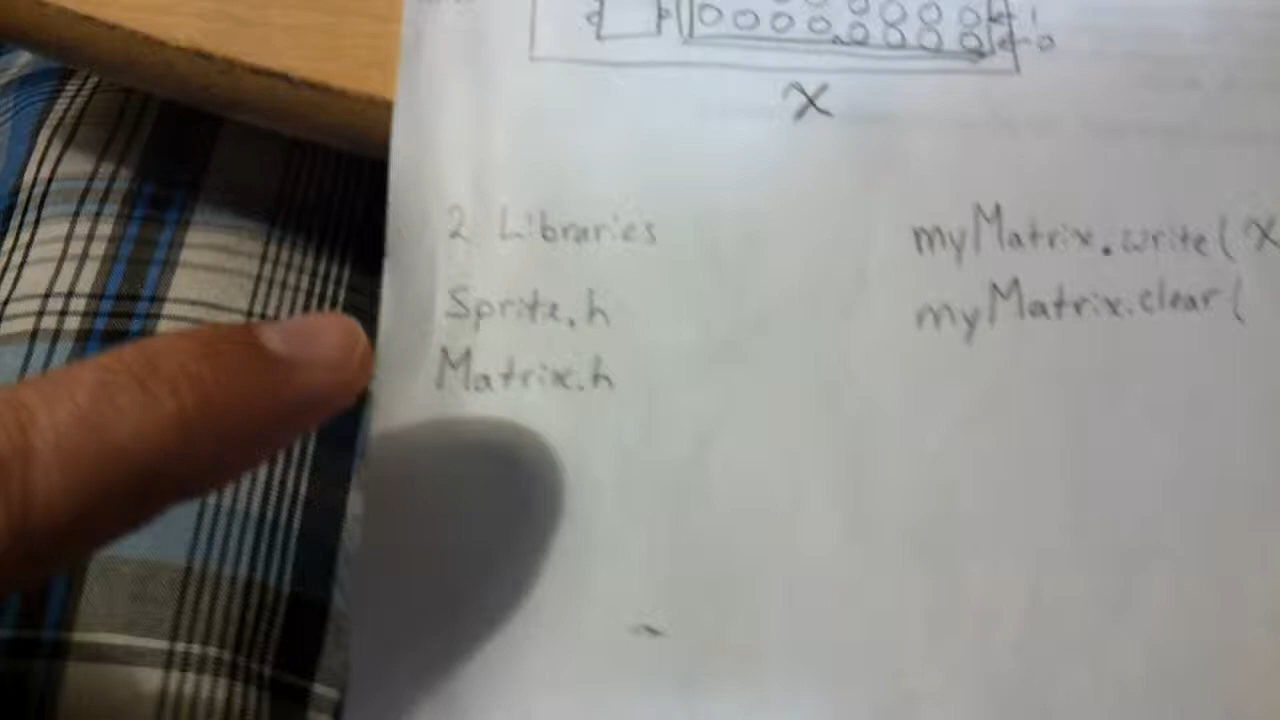 x
2 Libraries
Sprite.h
Matrix.h
myMatrix.write( x
myMatrix.clear(